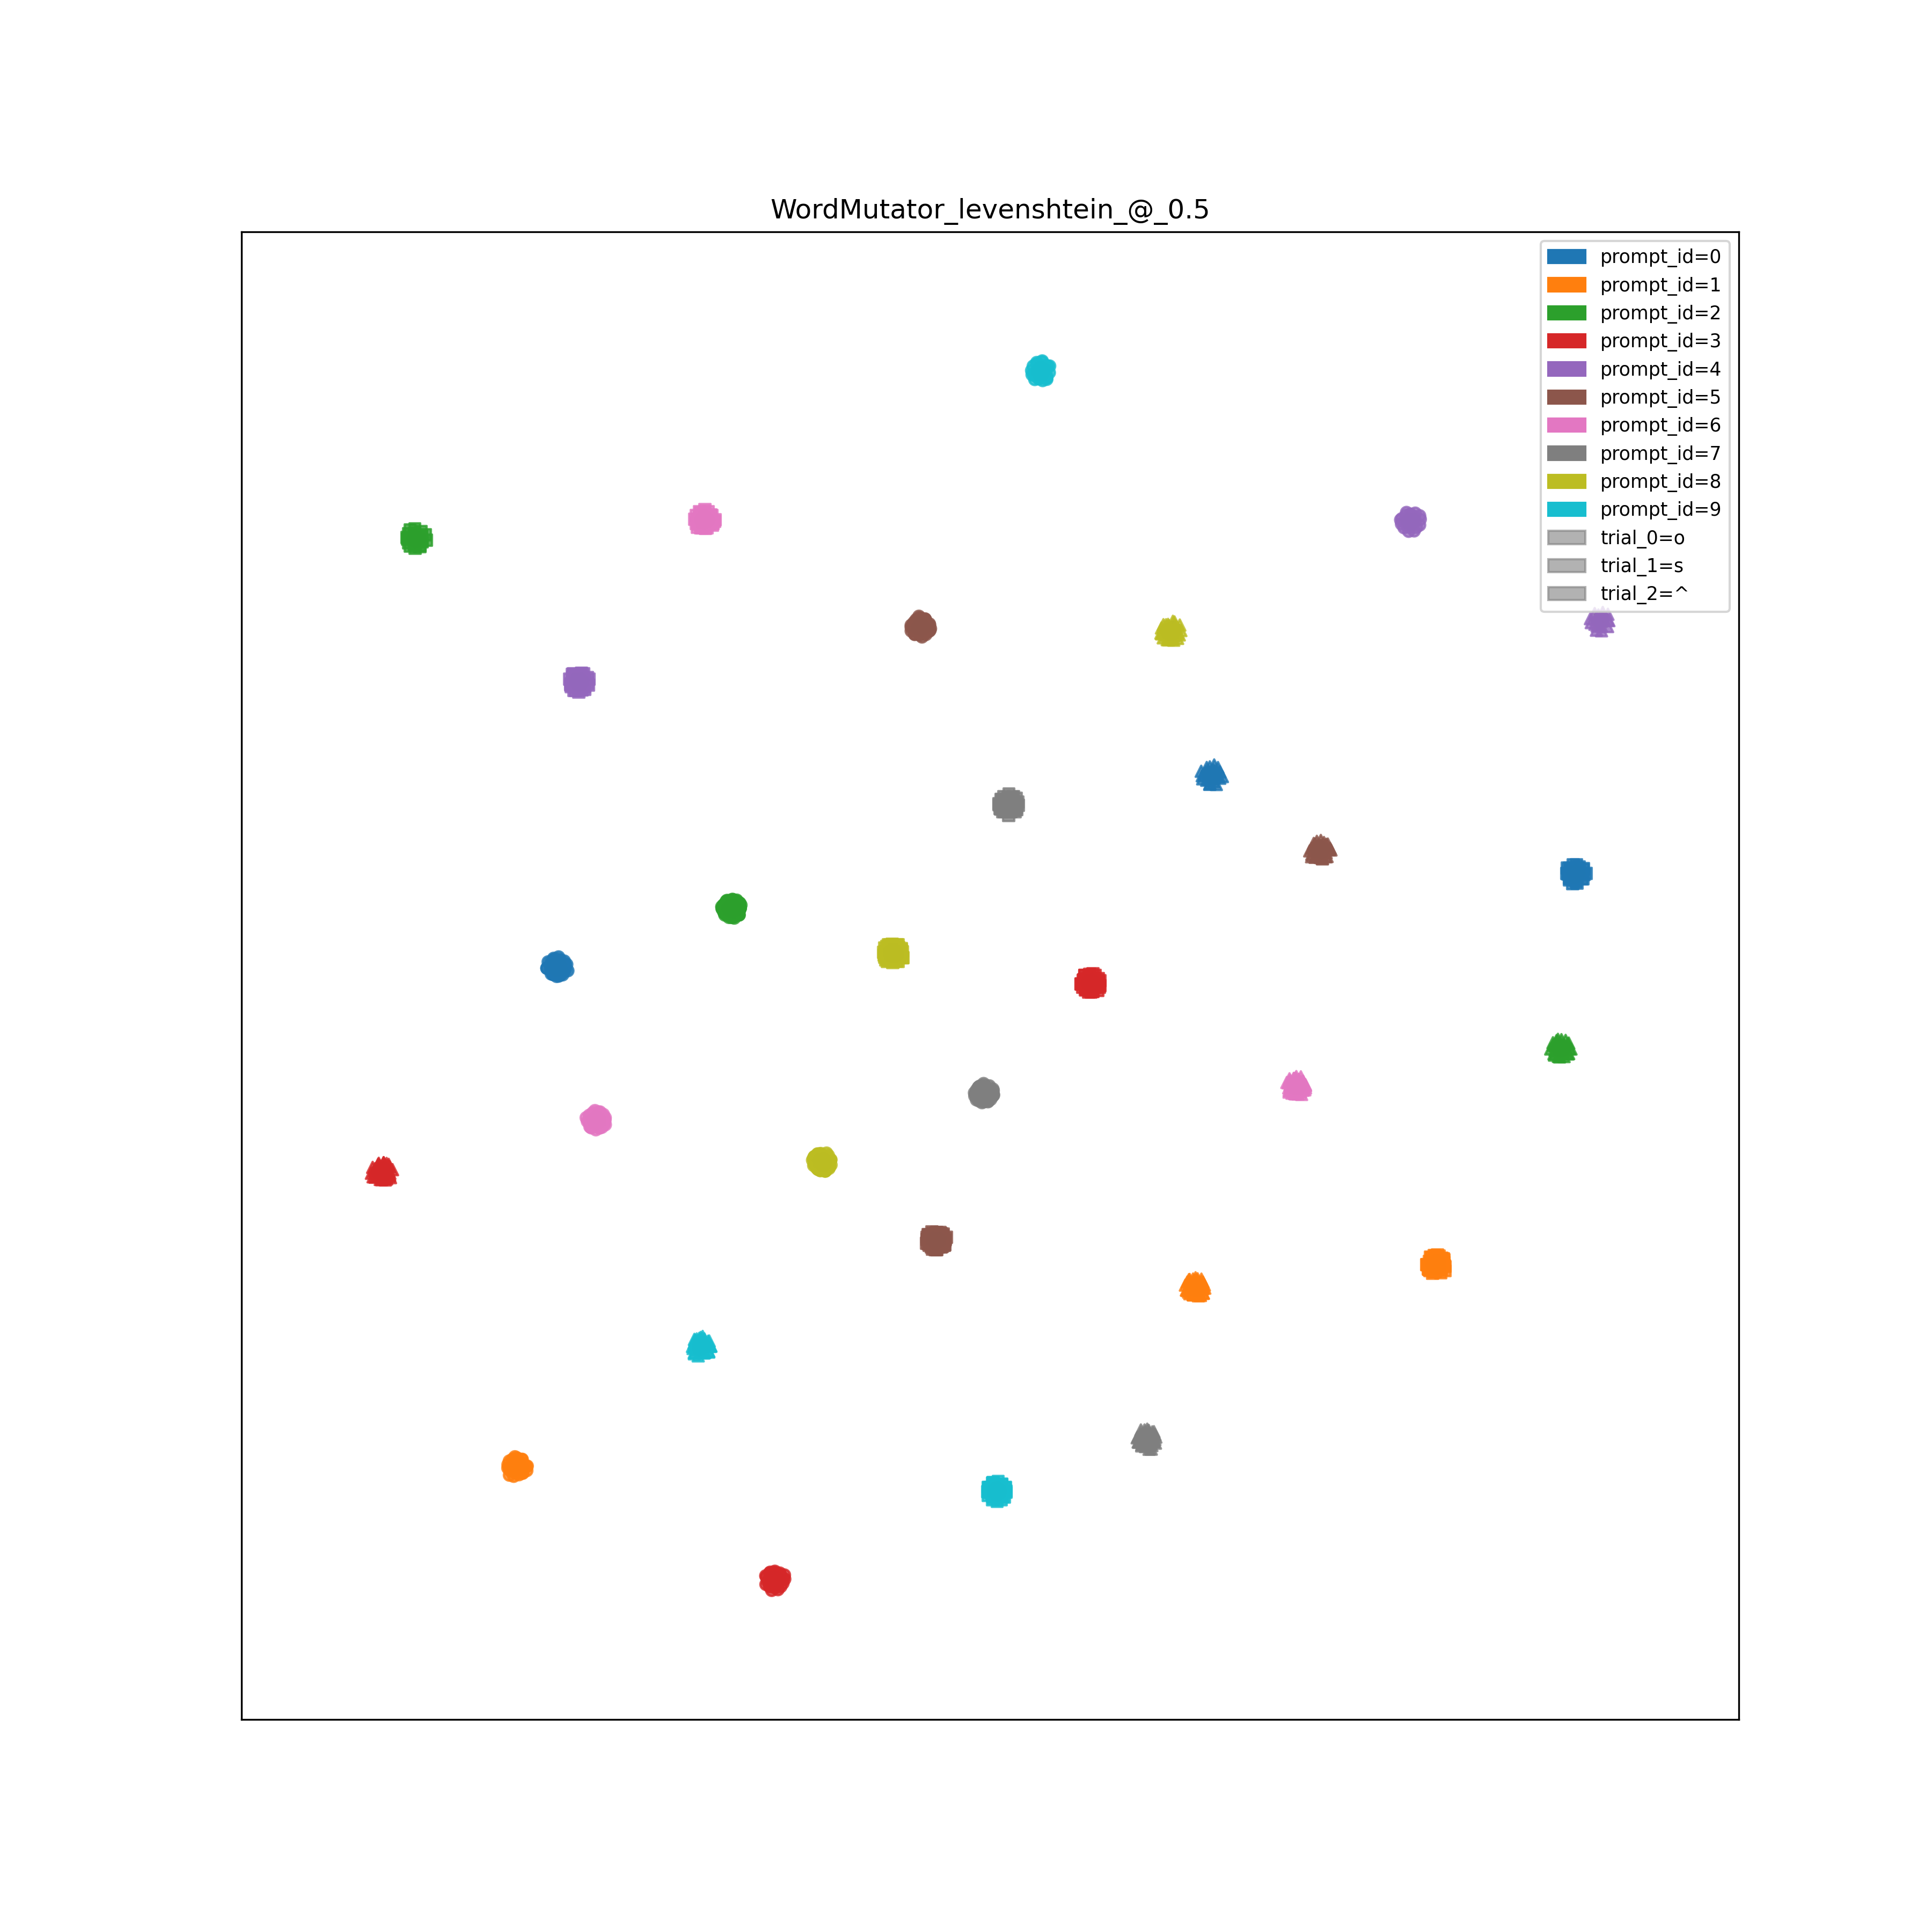 WordMutator_levenshtein_@_0.5
prompt_id=0
prompt_id=1
prompt_id=2
prompt_id=3
prompt_id=4
prompt_id=5
prompt_id=6
prompt_id=7
prompt_id=8
prompt_id=9
trial_0=o
trial_1=s
trial_2=^